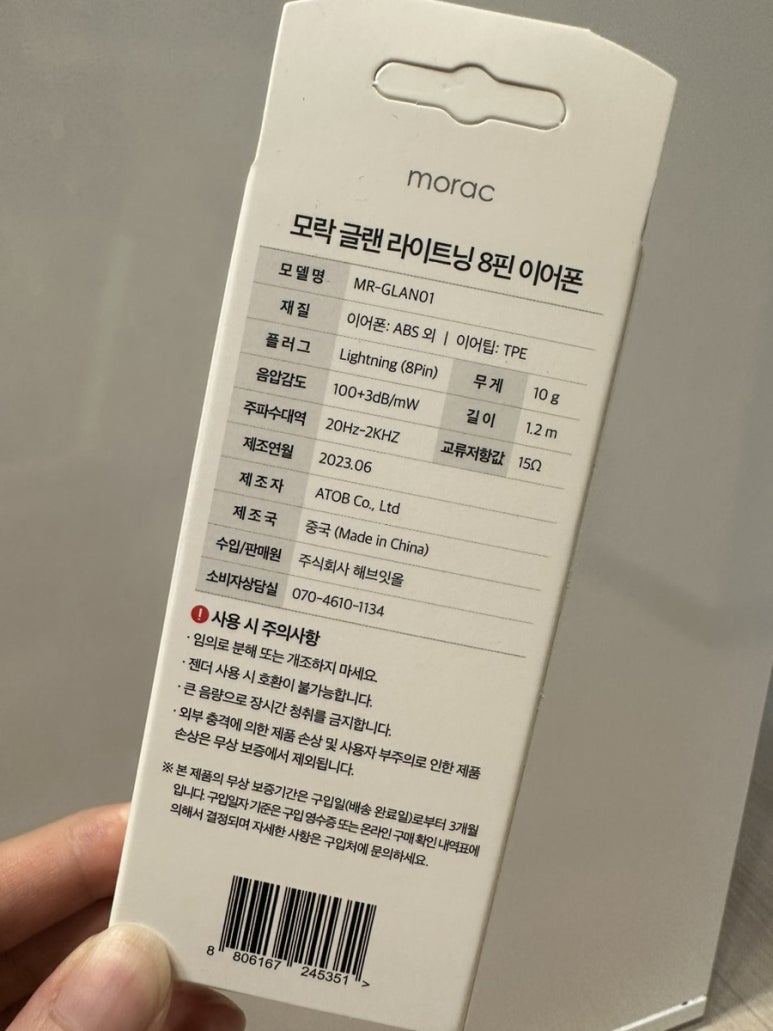 morac
모락 글랜 라이트닝 8핀 이어폰
모델명 MR-GLAN01
재질 이어폰: ABS 외 | 이어팁: TPE
플러그 Lightning (8Pin) 무게 10 g
음압감도 100+3dB/mW 길이 1.2 m
주파수대역 20Hz-2KHZ 교류저항값 15Ω
제조연월 2023.06
제조자 ATOB Co., Ltd
제조국 중국 (Made in China)
수입/판매원 주식회사 해브잇올
소비자상담실 070-4610-1134
! 사용 시 주의사항
· 임의로 분해 또는 개조하지 마세요.
· 젠더 사용 시 호환이 불가능합니다.
· 큰 음량으로 장시간 청취를 금지합니다.
· 외부 충격에 의한 제품 손상 및 사용자 부주의로 인한 제품
손상은 무상 보증에서 제외됩니다.
※ 본 제품의 무상 보증기간은 구입일(배송 완료일)로부터 3개월
입니다. 구입일자 기준은 구입 영수증 또는 온라인 구매 확인 내역표에
의해서 결정되며 자세한 사항은 구입처에 문의하세요.
8 806167 245351 >